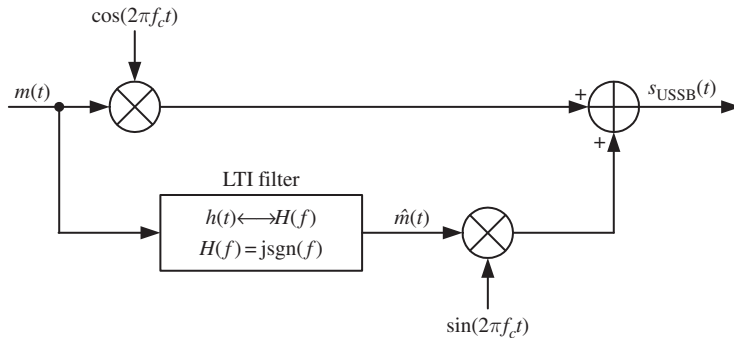 cos(2πf_ct)
m(t)
+
s_USSB(t)
+
LTI filter
h(t)⟷H(f)
H(f)=jsgn(f)
m̂(t)
sin(2πf_ct)